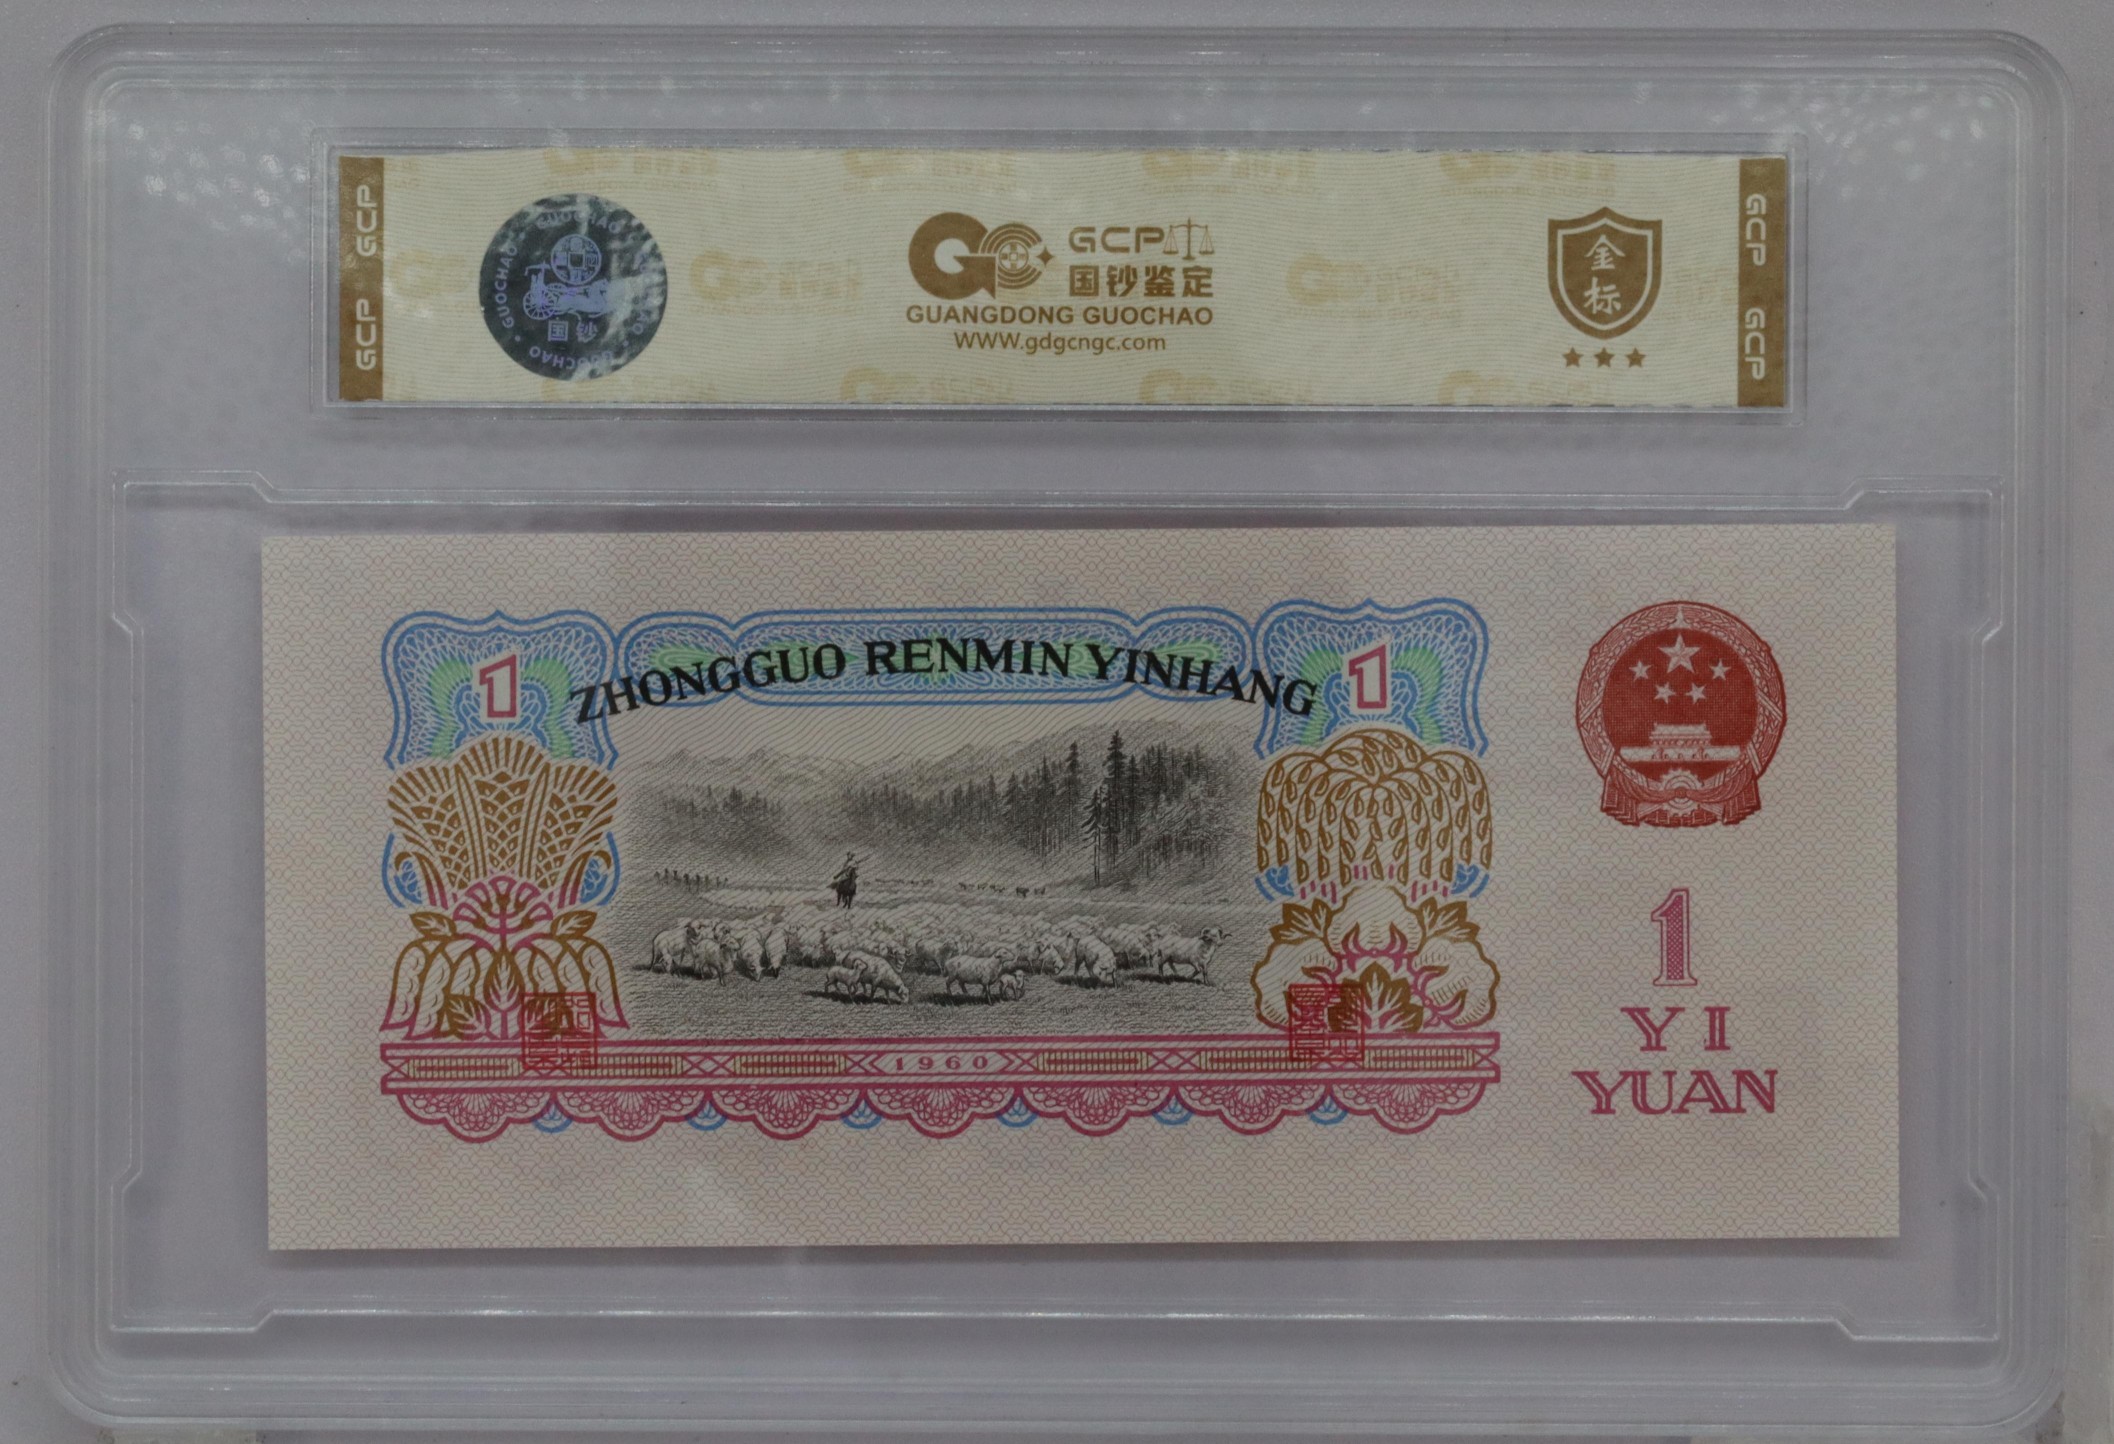 GCP GCP
GUOCHAO GUOCHAO GUOCHAO
国钞
GCP
国钞鉴定
GUANGDONG GUOCHAO
WWW.gdgcngc.com
金
标
GCP GCP
ZHONGGUO RENMIN YINHANG
1
1
1960
1
YI
YUAN